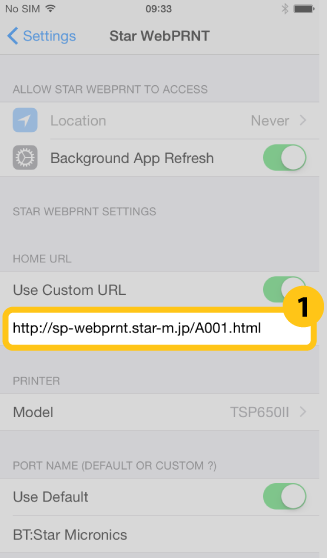 No SIM 09:33
Settings Star WebPRNT
ALLOW STAR WEBPRNT TO ACCESS
Location Never
Background App Refresh
STAR WEBPRNT SETTINGS
HOME URL
Use Custom URL
1
http://sp-webprnt.star-m.jp/A001.html
PRINTER
Model TSP650II
PORT NAME (DEFAULT OR CUSTOM ?)
Use Default
BT:Star Micronics